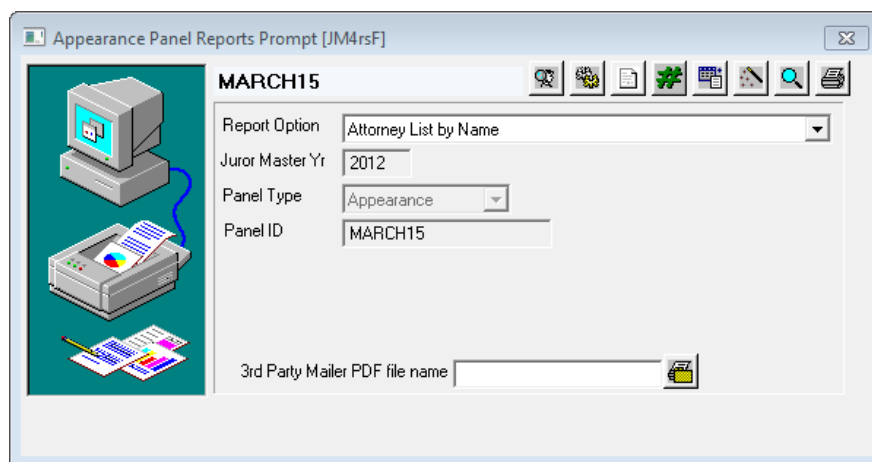 Appearance Panel Reports Prompt [JM4rsF]
MARCH15
Report Option Attorney List by Name
Juror Master Yr 2012
Panel Type Appearance
Panel ID MARCH15
3rd Party Mailer PDF file name